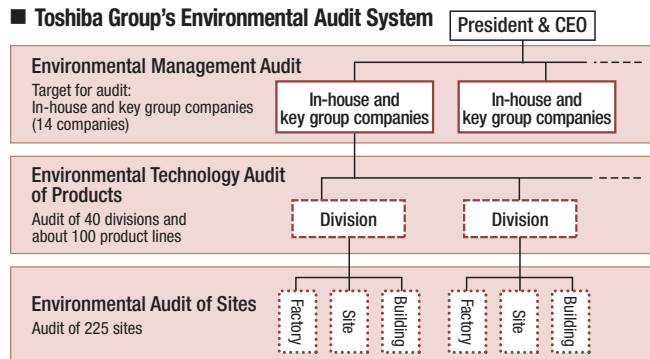 ■ Toshiba Group's Environmental Audit System
President & CEO
Environmental Management Audit
Target for audit:
In-house and key group companies
(14 companies)
In-house and
key group companies
In-house and
key group companies
Environmental Technology Audit
of Products
Audit of 40 divisions and
about 100 product lines
Division
Division
Environmental Audit of Sites
Audit of 225 sites
Factory
Site
Building
Factory
Site
Building